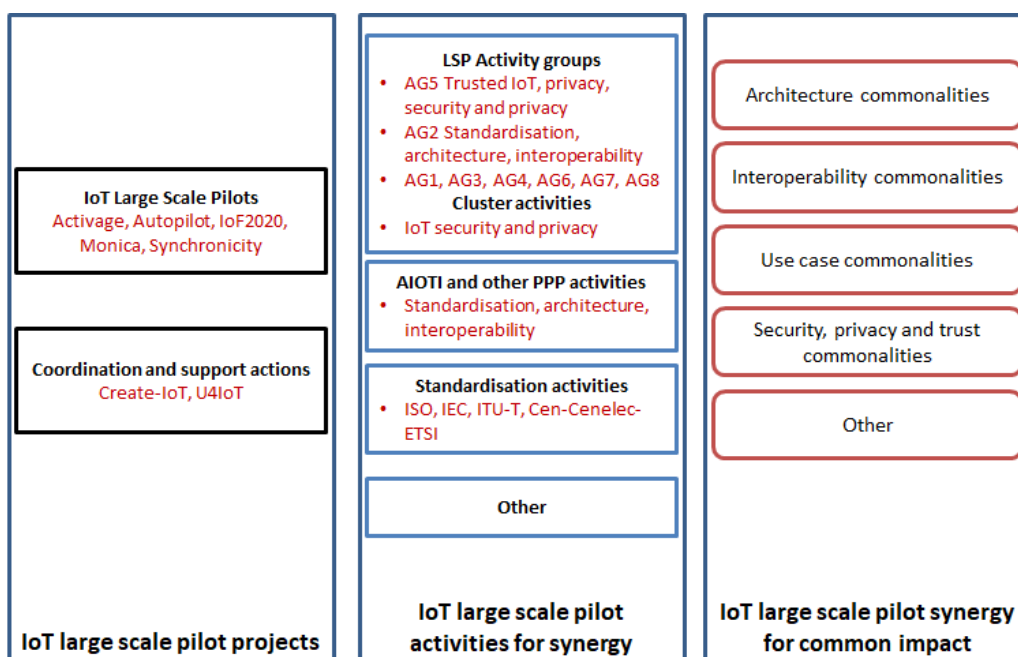 IoT Large Scale Pilots
Activage, Autopilot, IoF2020,
Monica, Synchronicity
Coordination and support actions
Create-IoT, U4IoT
IoT large scale pilot projects
LSP Activity groups
• AG5 Trusted IoT, privacy,
security and privacy
• AG2 Standardisation,
architecture, interoperability
• AG1, AG3, AG4, AG6, AG7, AG8
Cluster activities
• IoT security and privacy
AIOTI and other PPP activities
• Standardisation, architecture,
interoperability
Standardisation activities
• ISO, IEC, ITU-T, Cen-Cenelec-
ETSI
Other
IoT large scale pilot
activities for synergy
Architecture commonalities
Interoperability commonalities
Use case commonalities
Security, privacy and trust
commonalities
Other
IoT large scale pilot synergy
for common impact